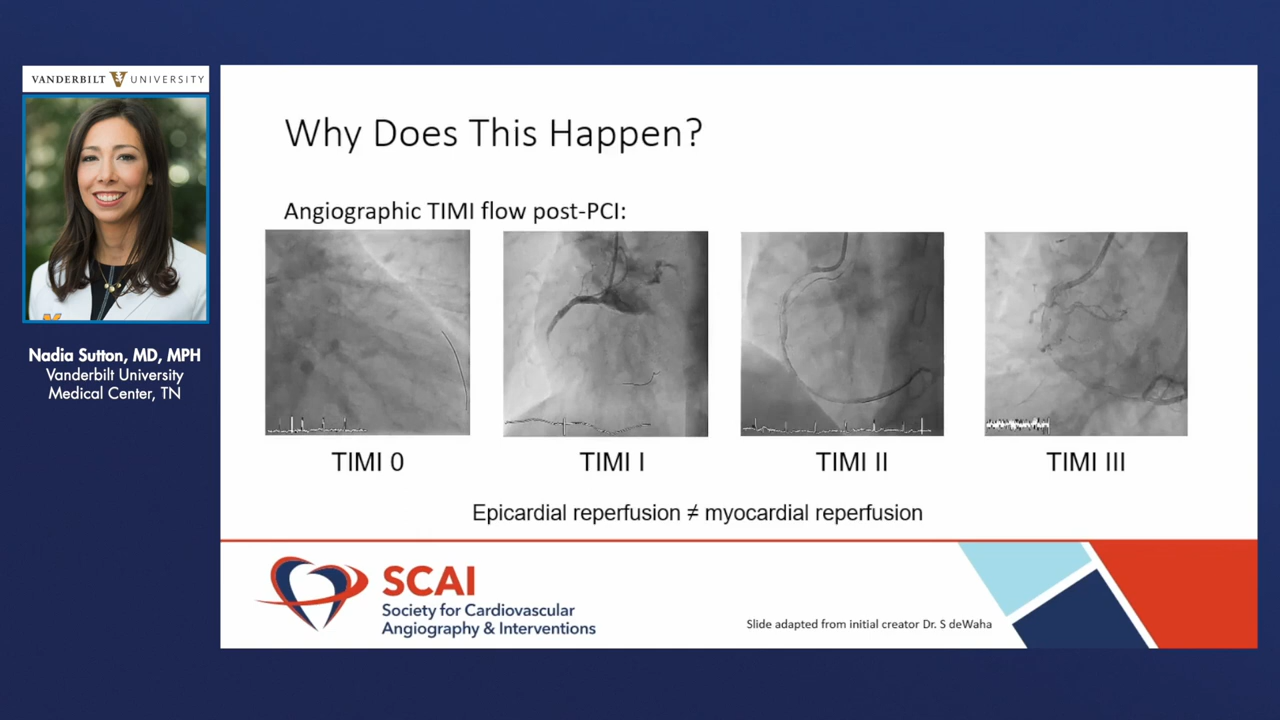 VANDERBILT V UNIVERSITY
Nadia Sutton, MD, MPH
Vanderbilt University
Medical Center, TN
Why Does This Happen?
Angiographic TIMI flow post-PCI:
TIMI 0
TIMI I
TIMI II
TIMI III
Epicardial reperfusion ≠ myocardial reperfusion
SCAI
Society for Cardiovascular
Angiography & Interventions
Slide adapted from initial creator Dr. S deWaha